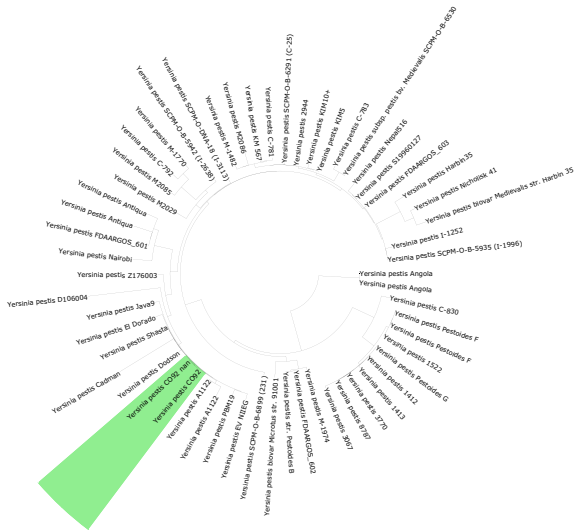 Yersinia pestis SCPM-O-B-6291 (C-25)
Yersinia pestis 2944
Yersinia pestis KIM10+
Yersinia pestis KIM5
Yersinia pestis C-783
Yersinia pestis subsp. pestis bv. Medievalis SCPM-O-B-6530
Yersinia pestis Nepal516
Yersinia pestis S19960127
Yersinia pestis FDAARGOS_603
Yersinia pestis Harbin35
Yersinia pestis Nicholisk 41
Yersinia pestis biovar Medievalis str. Harbin 35
Yersinia pestis I-1252
Yersinia pestis SCPM-O-B-5935 (I-1996)
Yersinia pestis Angola
Yersinia pestis Angola
Yersinia pestis C-830
Yersinia pestis Pestoides F
Yersinia pestis Pestoides F
Yersinia pestis 1522
Yersinia pestis Pestoides G
Yersinia pestis 1412
Yersinia pestis 1413
Yersinia pestis 3770
Yersinia pestis 8787
Yersinia pestis 3067
Yersinia pestis M-1974
Yersinia pestis FDAARGOS_602
Yersinia pestis str. Pestoides B
Yersinia pestis biovar Microtus str. 91001
Yersinia pestis SCPM-O-B-6899 (231)
Yersinia pestis EV NIIEG
Yersinia pestis PBM19
Yersinia pestis A1122
Yersinia pestis A1122
Yersinia pestis CO92
Yersinia pestis CO92 nan
Yersinia pestis Dodson
Yersinia pestis Cadman
Yersinia pestis Shasta
Yersinia pestis El Dorado
Yersinia pestis Java9
Yersinia pestis D106004
Yersinia pestis Z176003
Yersinia pestis Nairobi
Yersinia pestis FDAARGOS_601
Yersinia pestis Antiqua
Yersinia pestis Antiqua
Yersinia pestis M2029
Yersinia pestis M2085
Yersinia pestis C-792
Yersinia pestis M-1770
Yersinia pestis SCPM-O-B-5942 (I-2638)
Yersinia pestis SCPM-O-DNA-18 (I-3113)
Yersinia pestis M-1482
Yersinia pestis M2086
Yersinia pestis KM 567
Yersinia pestis C-781